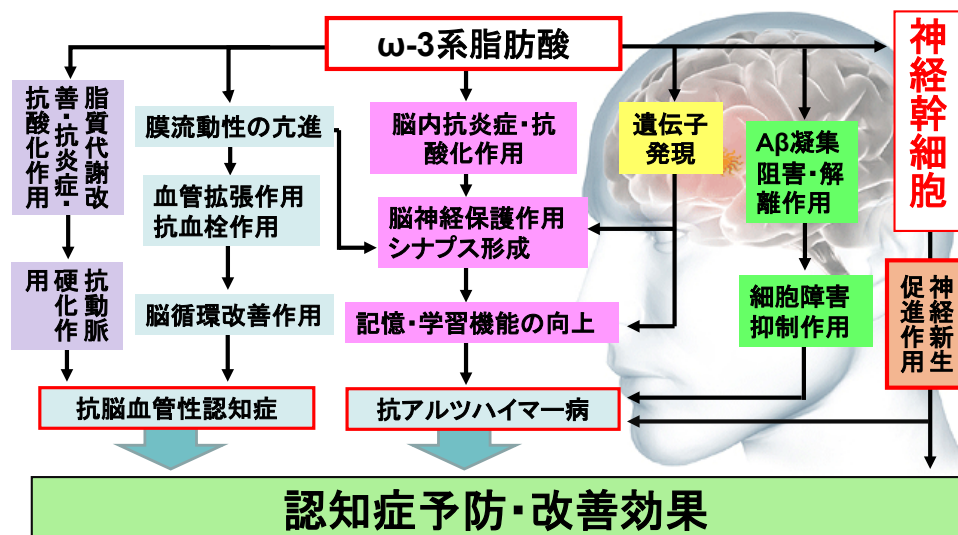 ω-3系脂肪酸
脂質代謝改
善・抗炎症・
抗酸化作用
抗動脈
硬化作
用
膜流動性の亢進
血管拡張作用
抗血栓作用
脳循環改善作用
脳内抗炎症・抗
酸化作用
脳神経保護作用
シナプス形成
記憶・学習機能の向上
遺伝子
発現
Aβ凝集
阻害・解
離作用
細胞障害
抑制作用
神経幹細胞
神経新生
促進作用
抗脳血管性認知症
抗アルツハイマー病
認知症予防・改善効果